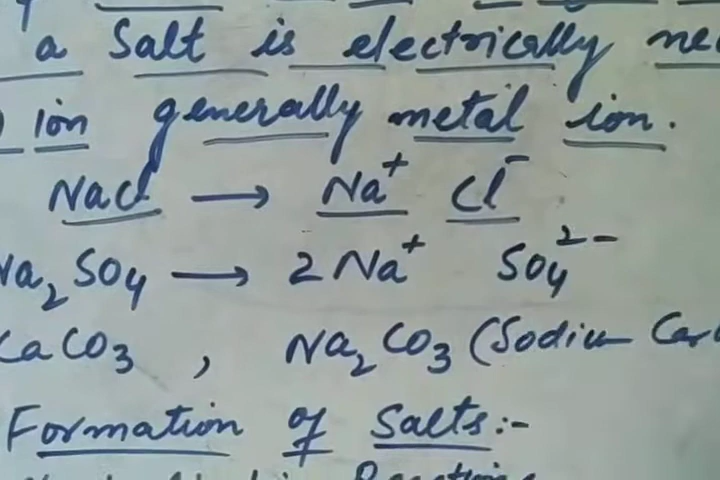 a Salt is electrically
ion generally metal ion.
NaCl → Na⁺ Cl⁻
Na₂SO₄ → 2Na⁺ SO₄²⁻
CaCO₃ , Na₂CO₃ (Sodium
Formation of Salts:-